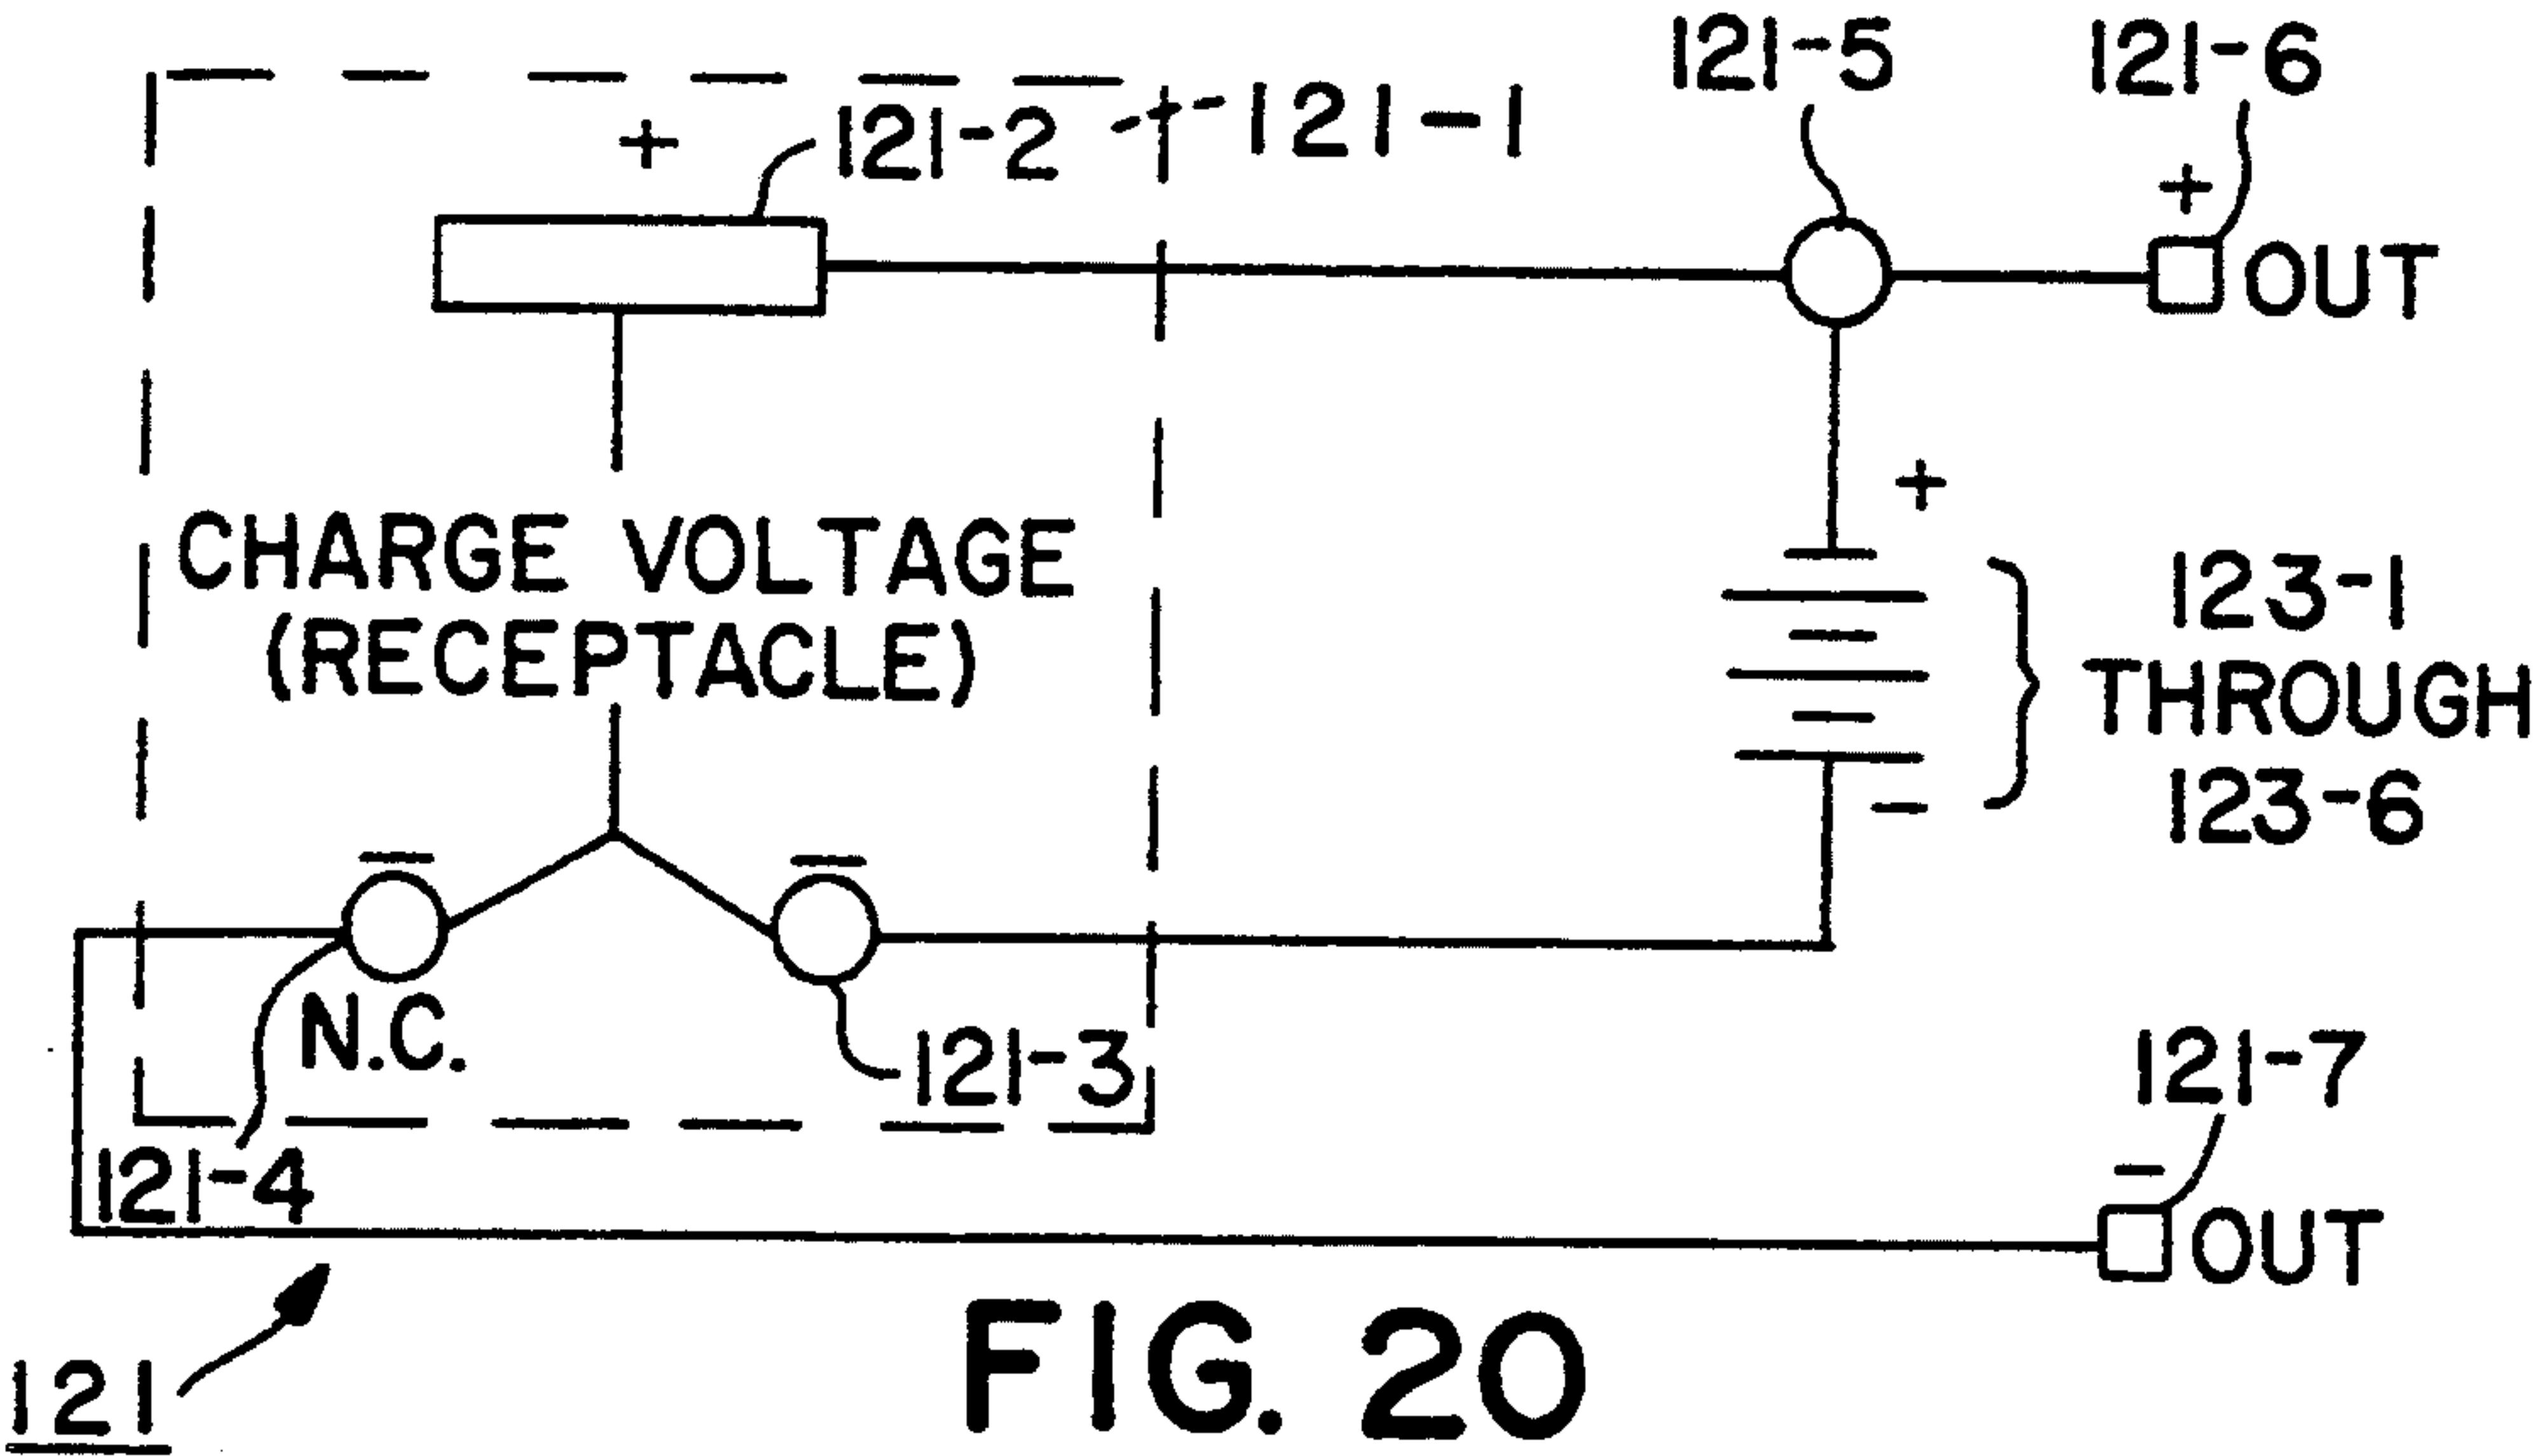 121-5
121-6
+
121-2
121-1
+
OUT
+
CHARGE VOLTAGE
(RECEPTACLE)
123-1
THROUGH
123-6
−
−
−
N.C.
121-3
121-7
−
121-4
OUT
FIG. 20
121